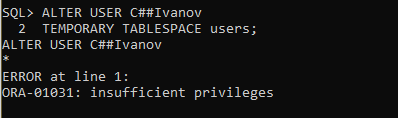 SQL> ALTER USER C##Ivanov
  2  TEMPORARY TABLESPACE users;
ALTER USER C##Ivanov
*
ERROR at line 1:
ORA-01031: insufficient privileges